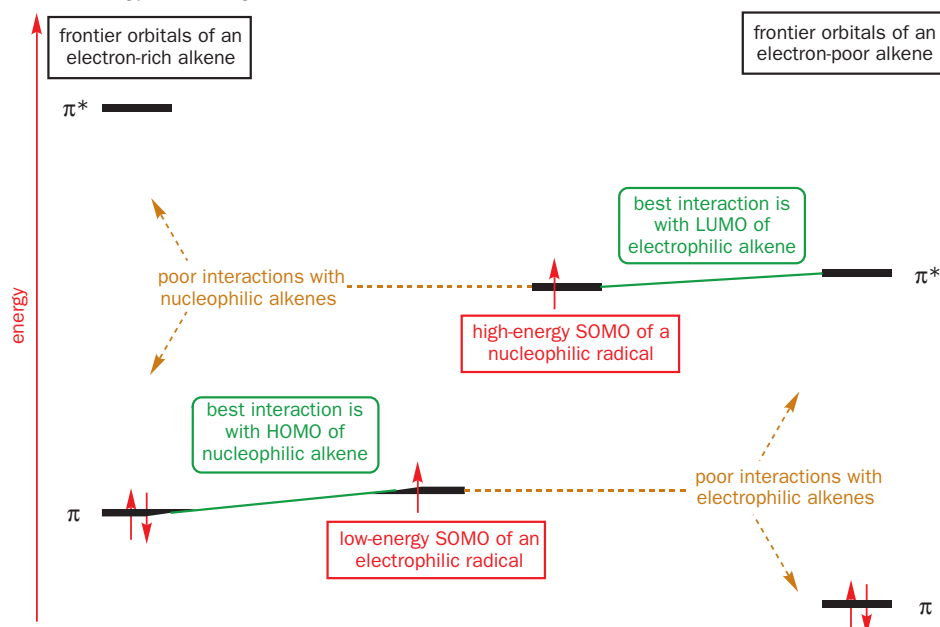 frontier orbitals of an
electron-rich alkene
frontier orbitals of an
electron-poor alkene
π*
best interaction is
with LUMO of
electrophilic alkene
poor interactions with
nucleophilic alkenes
π*
energy
high-energy SOMO of a
nucleophilic radical
best interaction is
with HOMO of
nucleophilic alkene
poor interactions with
electrophilic alkenes
π
low-energy SOMO of an
electrophilic radical
π